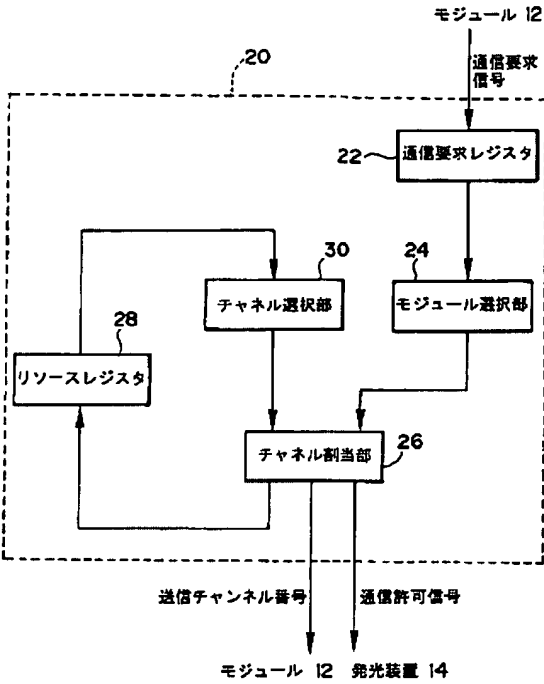 モジュール 12
通信要求
信号
20
22
通信要求レジスタ
30
24
チャネル選択部
モジュール選択部
28
リソースレジスタ
チャネル割当部
26
送信チャンネル番号
通信許可信号
モジュール 12 発光装置 14